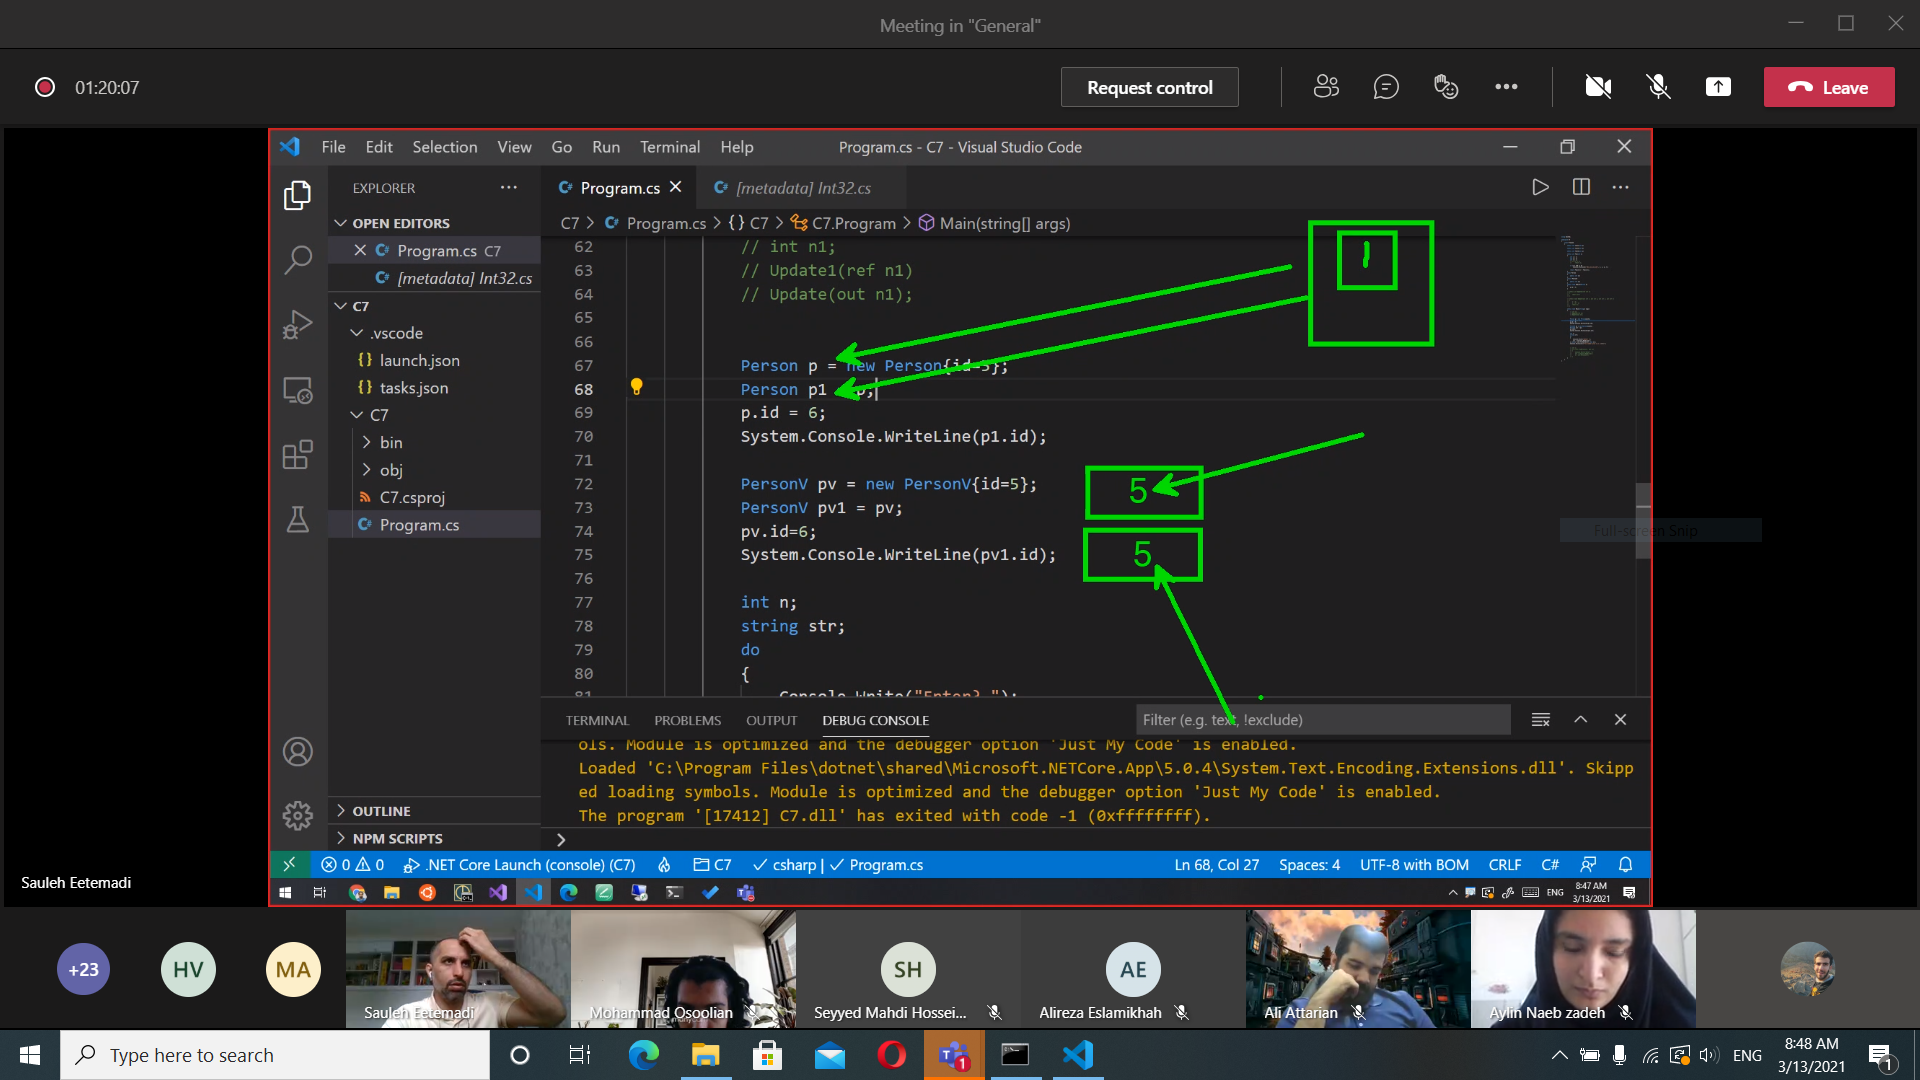 Meeting in "General"
01:20:07
Request control
Leave
File Edit Selection View Go Run Terminal Help
Program.cs - C7 - Visual Studio Code
EXPLORER
Program.cs
[metadata] Int32.cs
OPEN EDITORS
Program.cs C7
[metadata] Int32.cs
C7
.vscode
launch.json
tasks.json
C7
bin
obj
C7.csproj
Program.cs
OUTLINE
NPM SCRIPTS
C7 > Program.cs > {} C7 > C7.Program > Main(string[] args)
62 // int n1;
63 // Update1(ref n1)
64 // Update(out n1);
65
66
67 Person p = new Person{id=5};
68 Person p1 p;
69 p.id = 6;
70 System.Console.WriteLine(p1.id);
71
72 PersonV pv = new PersonV{id=5};
73 PersonV pv1 = pv;
74 pv.id=6;
75 System.Console.WriteLine(pv1.id);
76
77 int n;
78 string str;
79 do
80 {
81 Console.Write("Enter? ");
1
5
5
Full-screen Snip
TERMINAL PROBLEMS OUTPUT DEBUG CONSOLE
Filter (e.g. text, !exclude)
ols. Module is optimized and the debugger option 'Just My Code' is enabled.
Loaded 'C:\Program Files\dotnet\shared\Microsoft.NETCore.App\5.0.4\System.Text.Encoding.Extensions.dll'. Skipp
ed loading symbols. Module is optimized and the debugger option 'Just My Code' is enabled.
The program '[17412] C7.dll' has exited with code -1 (0xffffffff).
0 0 .NET Core Launch (console) (C7) C7 csharp | Program.cs
Ln 68, Col 27 Spaces: 4 UTF-8 with BOM CRLF C#
ENG
8:47 AM
3/13/2021
Sauleh Eetemadi
+23
HV
MA
Sauleh Eetemadi
Mohammad Osoolian
SH
Seyyed Mahdi Hossei...
AE
Alireza Eslamikhah
Ali Attarian
Aylin Naeb zadeh
Type here to search
1
ENG
8:48 AM
3/13/2021
1